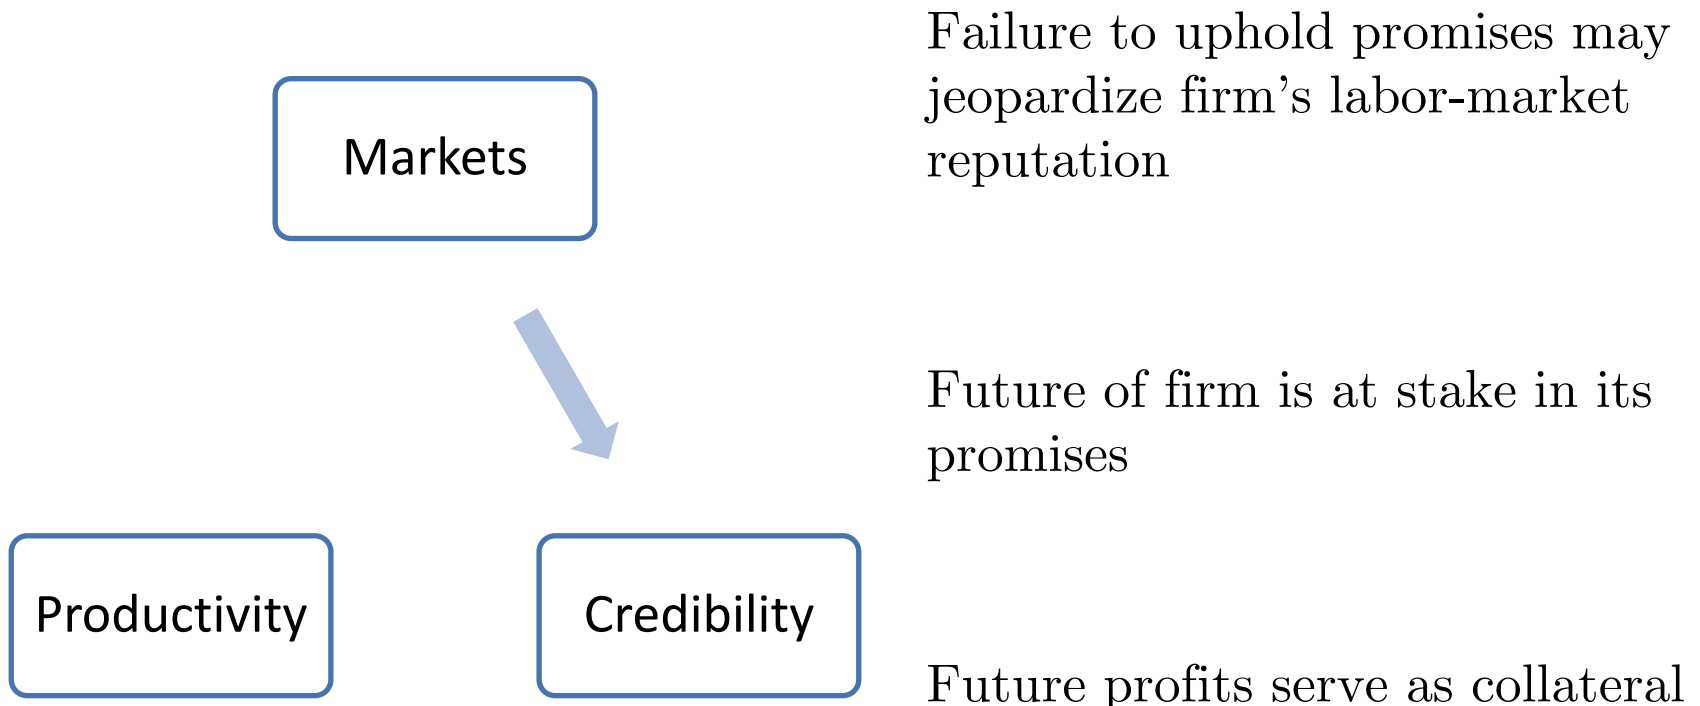 Markets
Productivity
Credibility
Failure to uphold promises may
jeopardize firm's labor-market
reputation
Future of firm is at stake in its
promises
Future profits serve as collateral